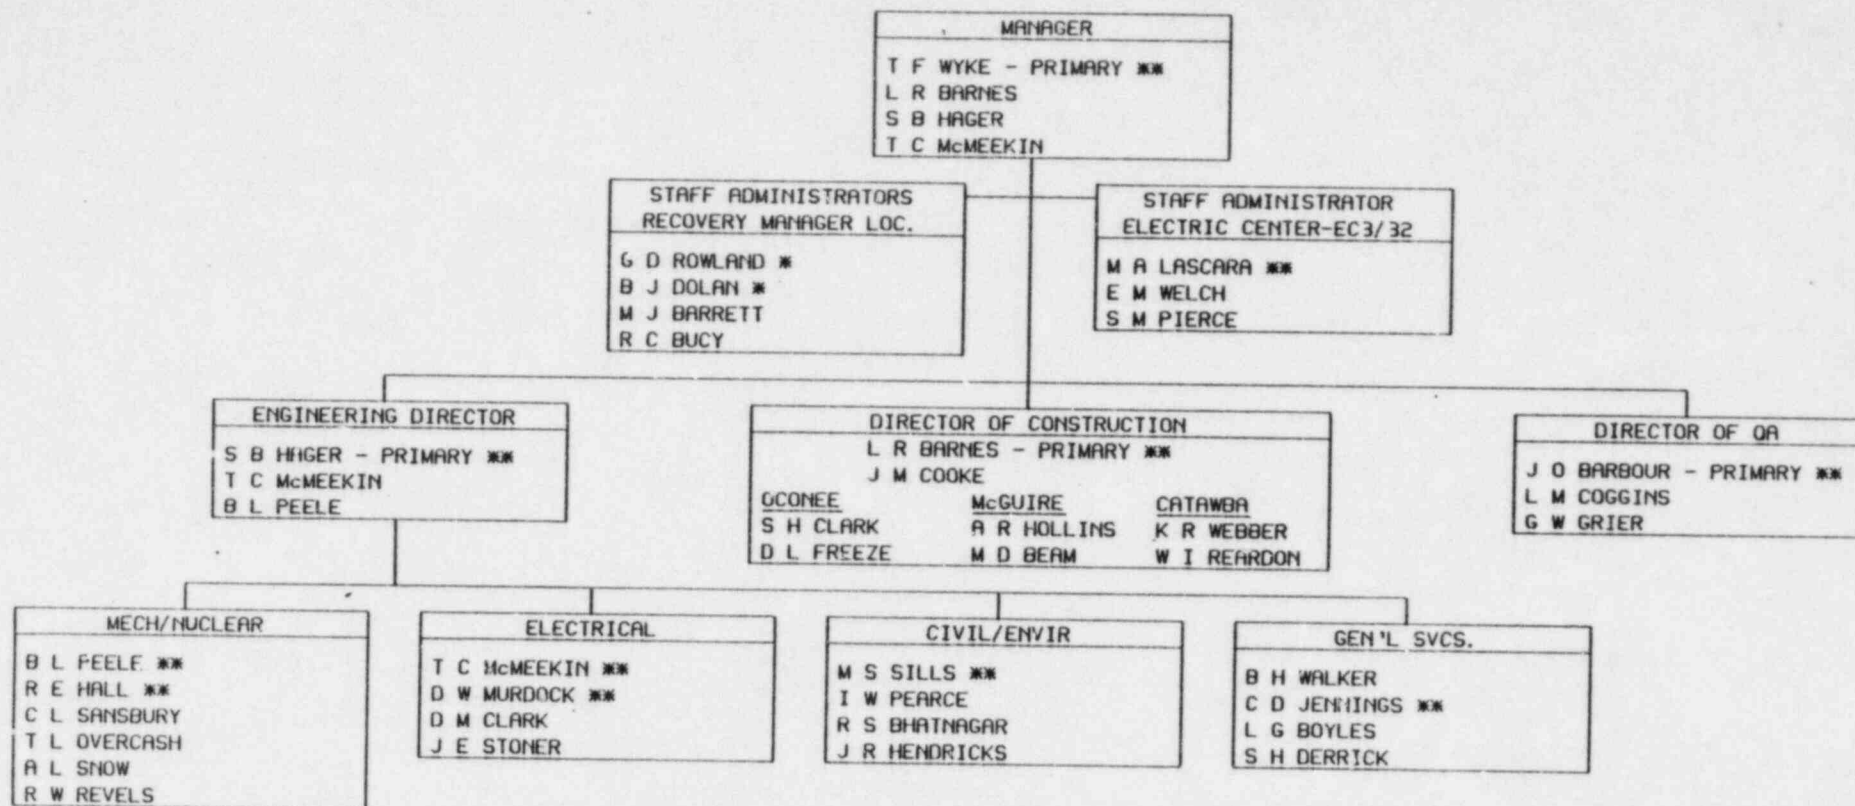 MANAGER
T F WYKE - PRIMARY **
L R BARNES
S B HAGER
T C McMEEKIN
STAFF ADMINISTRATORS
RECOVERY MANAGER LOC.
G D ROWLAND *
B J DOLAN *
M J BARRETT
R C BUCY
STAFF ADMINISTRATOR
ELECTRIC CENTER-EC3/32
M A LASCARA **
E M WELCH
S M PIERCE
ENGINEERING DIRECTOR
S B HAGER - PRIMARY **
T C McMEEKIN
B L PEELE
DIRECTOR OF CONSTRUCTION
L R BARNES - PRIMARY **
J M COOKE
OCONEE
S H CLARK
D L FREEZE
McGUIRE
A R HOLLINS
M D BEAM
CATAWBA
K R WEBBER
W I REARDON
DIRECTOR OF QA
J O BARBOUR - PRIMARY **
L M COGGINS
G W GRIER
MECH/NUCLEAR
B L PEELE **
R E HALL **
C L SANSBURY
T L OVERCASH
A L SNOW
R W REVELS
ELECTRICAL
T C McMEEKIN **
D W MURDOCK **
D M CLARK
J E STONER
CIVIL/ENVIR
M S SILLS **
I W PEARCE
R S BHATNAGAR
J R HENDRICKS
GEN'L SVCS.
B H WALKER
C D JENNINGS **
L G BOYLES
S H DERRICK